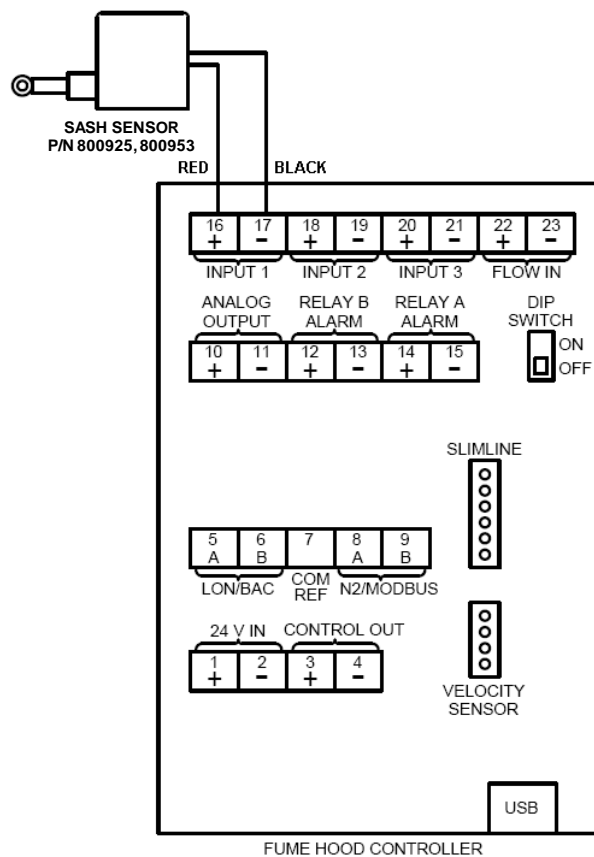 SASH SENSOR
P/N 800925, 800953
RED
BLACK
16 17 18 19 20 21 22 23
+ - + - + - + -
INPUT 1 INPUT 2 INPUT 3 FLOW IN
ANALOG OUTPUT
RELAY B ALARM
RELAY A ALARM
DIP SWITCH
10 11 12 13 14 15
+ - + - + -
ON
OFF
SLIMLINE
5 6 7 8 9
A B A B
LON/BAC
COM REF
N2/MODBUS
24 V IN
CONTROL OUT
1 2 3 4
+ - + -
VELOCITY SENSOR
USB
FUME HOOD CONTROLLER